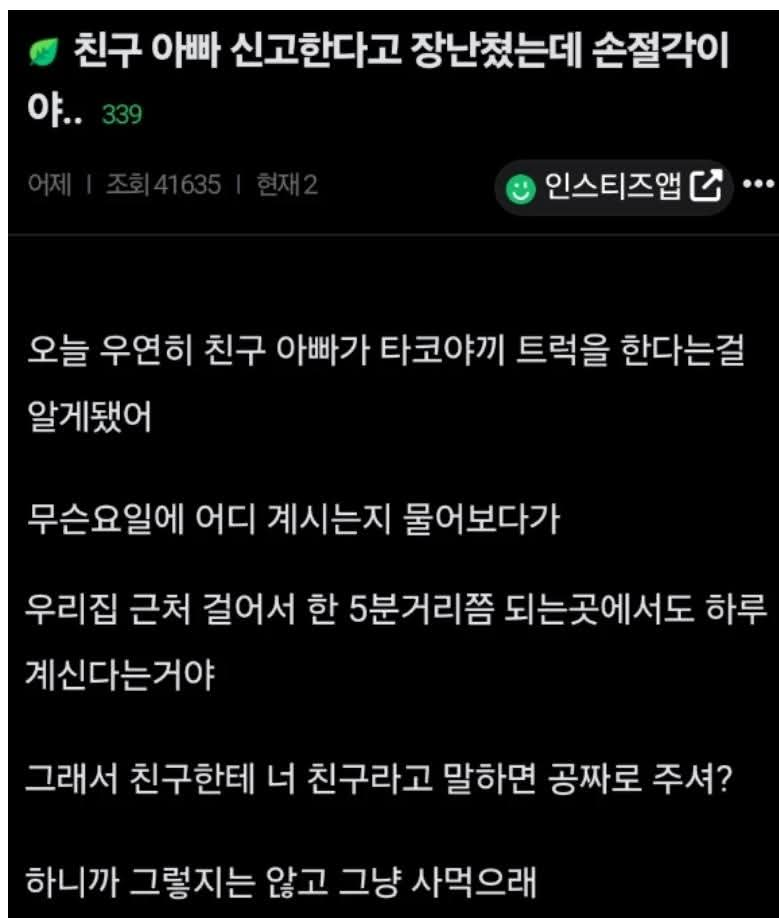 친구 아빠 신고한다고 장난쳤는데 손절각이
야.. 339
어제 | 조회 41635 | 현재 2
인스티즈앱
오늘 우연히 친구 아빠가 타코야끼 트럭을 한다는걸
알게됐어
무슨요일에 어디 계시는지 물어보다가
우리집 근처 걸어서 한 5분거리쯤 되는곳에서도 하루
계신다는거야
그래서 친구한테 너 친구라고 말하면 공짜로 주셔?
하니까 그렇지는 않고 그냥 사먹으래